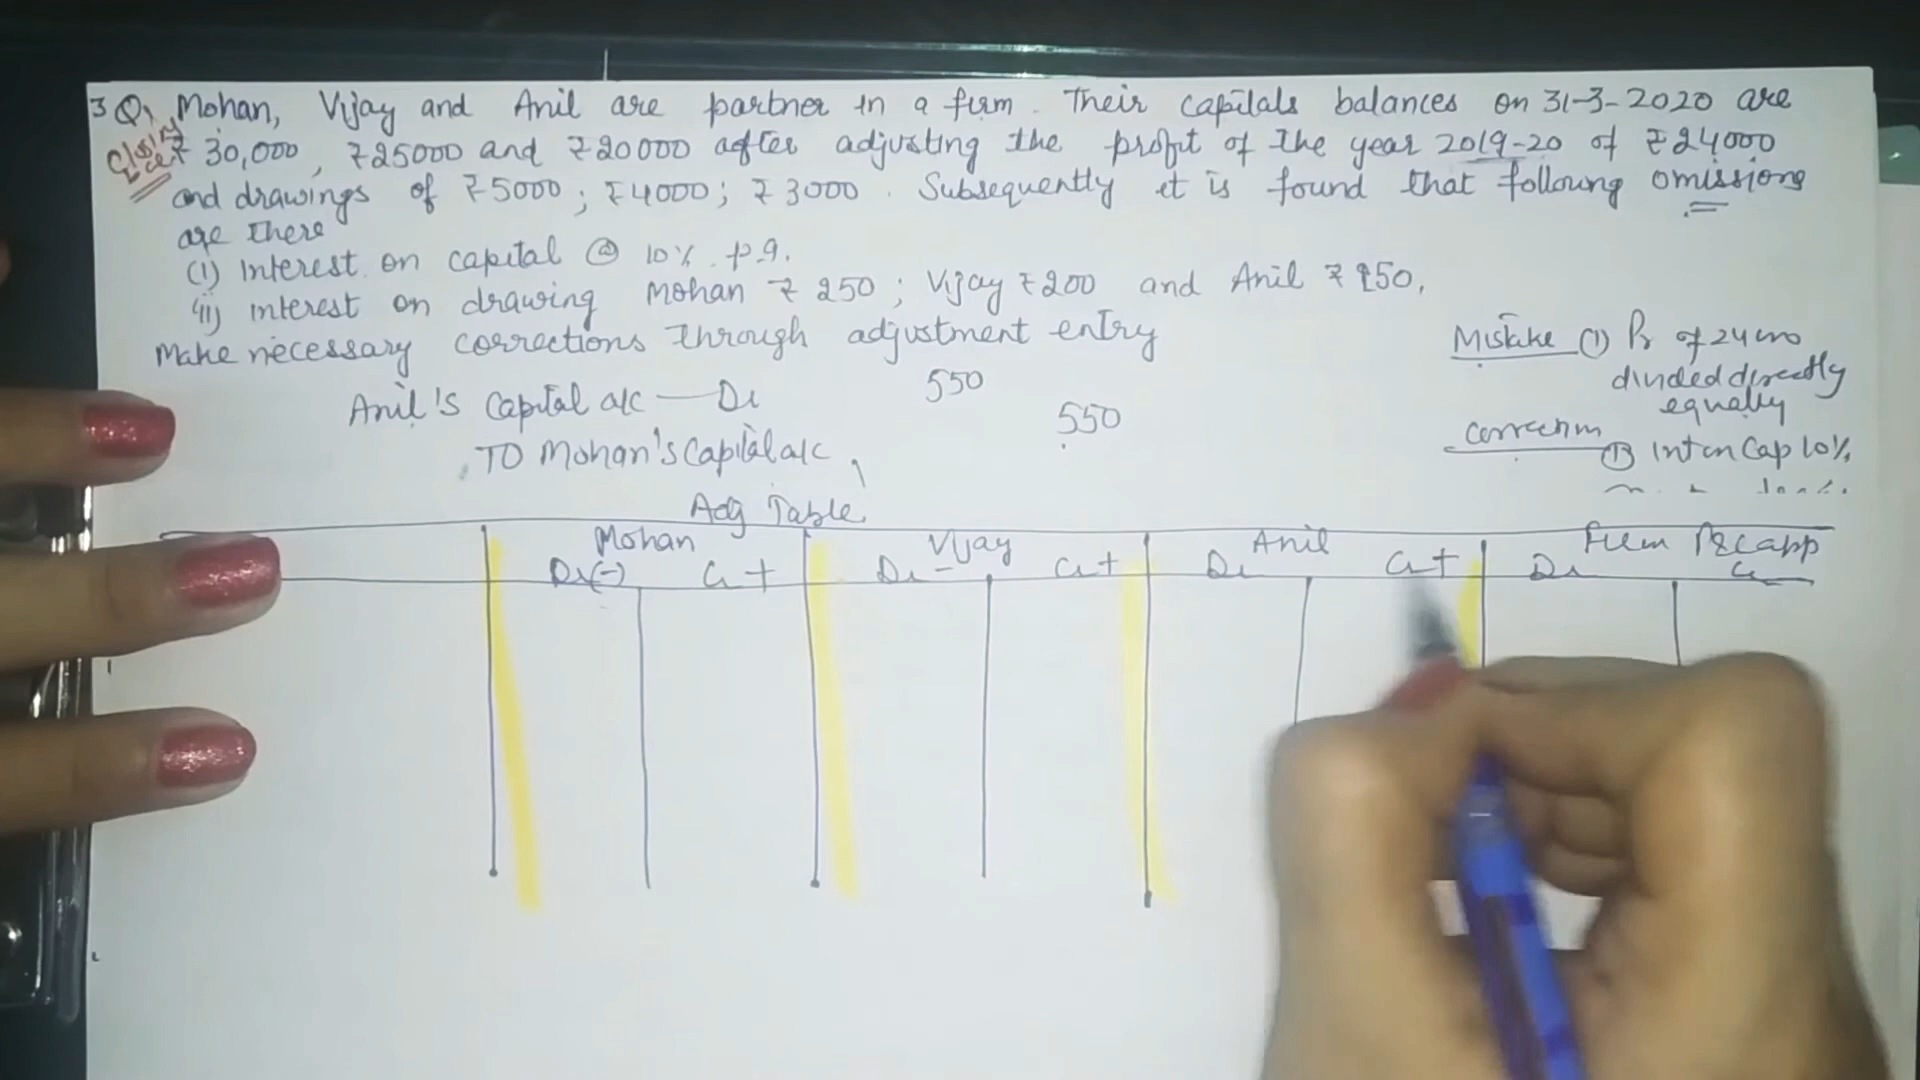 3 Q, Mohan, Vijay and Anil are partner in a firm. Their capitals balances on 31-3-2020 are
Closing
₹ 30,000, ₹25000 and ₹20000 after adjusting the profit of the year 2019-20 of ₹24000
and drawings of ₹5000; ₹4000; ₹3000. Subsequently it is found that following omissions
are there
(i) Interest on capital @ 10% p.a.
(ii) interest on drawing Mohan ₹ 250; Vijay ₹200 and Anil ₹ 150.
Make necessary corrections through adjustment entry
Anil's Capital a/c — Dr 550
TO Mohan's Capital a/c 550
Mistake (1) Pr of 24000
divided directly
equally
correction
(1) Int on Cap 10%
Adj Table
Mohan Vijay Anil Firm
Dr(-) Cr + Dr - Cr + Dr Cr + Dr Cr